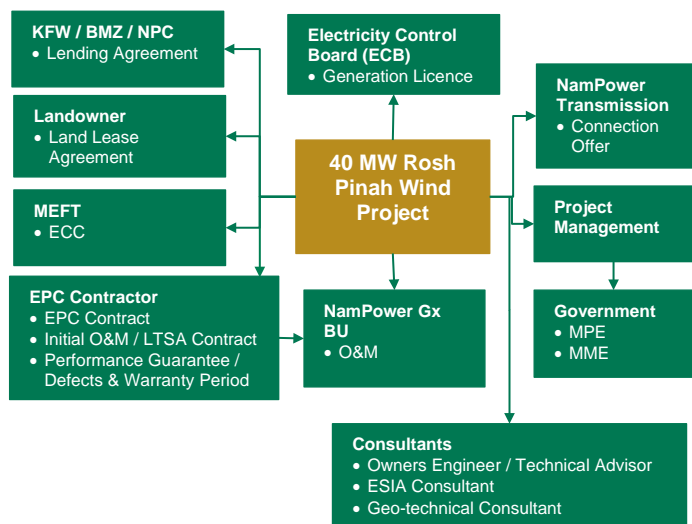 KFW / BMZ / NPC
• Lending Agreement
Electricity Control
Board (ECB)
• Generation Licence
NamPower
Transmission
• Connection
Offer
Landowner
• Land Lease
Agreement
40 MW Rosh
Pinah Wind
Project
MEFT
• ECC
Project
Management
EPC Contractor
• EPC Contract
• Initial O&M / LTSA Contract
• Performance Guarantee /
Defects & Warranty Period
NamPower Gx
BU
• O&M
Government
• MPE
• MME
Consultants
• Owners Engineer / Technical Advisor
• ESIA Consultant
• Geo-technical Consultant